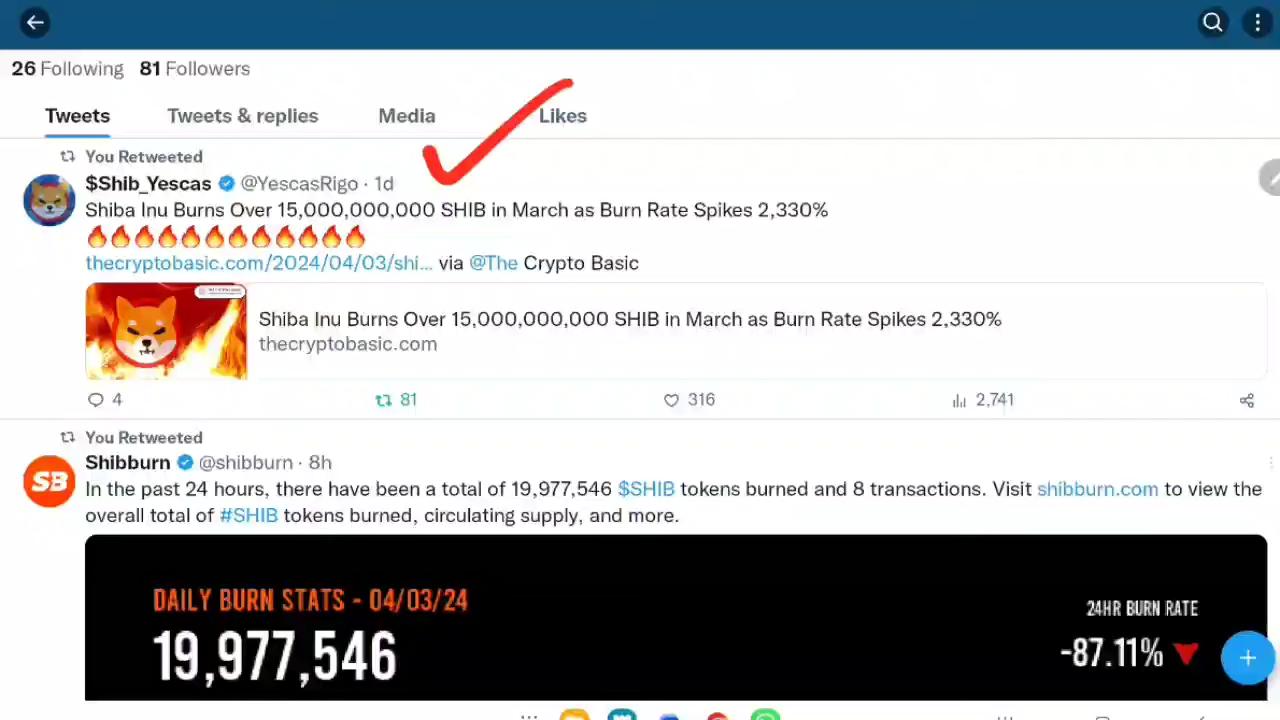 26 Following 81 Followers
Tweets Tweets & replies Media Likes
You Retweeted
$Shib_Yescas @YescasRigo · 1d
Shiba Inu Burns Over 15,000,000,000 SHIB in March as Burn Rate Spikes 2,330%
🔥🔥🔥🔥🔥🔥🔥🔥🔥🔥🔥🔥
thecryptobasic.com/2024/04/03/shi... via @The Crypto Basic
Shiba Inu Burns Over 15,000,000,000 SHIB in March as Burn Rate Spikes 2,330%
thecryptobasic.com
4 81 316 2,741
You Retweeted
Shibburn @shibburn · 8h
SB
In the past 24 hours, there have been a total of 19,977,546 $SHIB tokens burned and 8 transactions. Visit shibburn.com to view the
overall total of #SHIB tokens burned, circulating supply, and more.
DAILY BURN STATS - 04/03/24
19,977,546
24HR BURN RATE
-87.11%